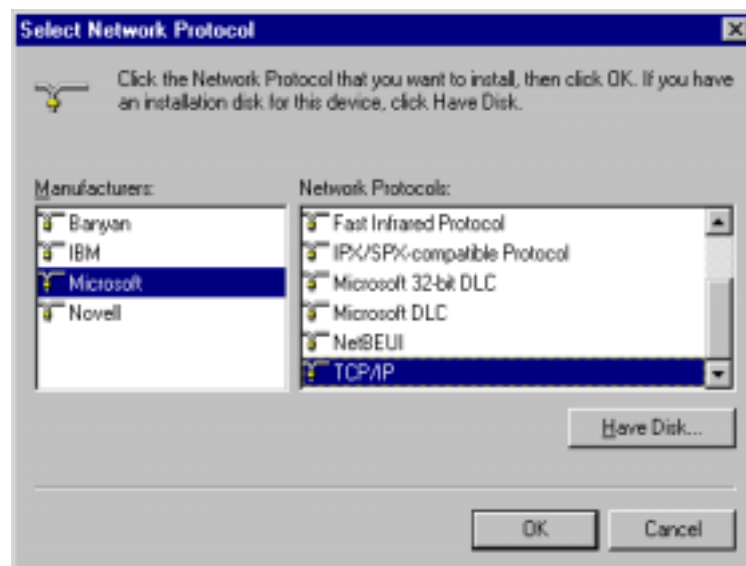 Select Network Protocol
Click the Network Protocol that you want to install, then click OK. If you have
an installation disk for this device, click Have Disk.
Manufacturers:
Banyan
IBM
Microsoft
Novell
Network Protocols:
Fast Infrared Protocol
IPX/SPX-compatible Protocol
Microsoft 32-bit DLC
Microsoft DLC
NetBEUI
TCP/IP
Have Disk...
OK
Cancel